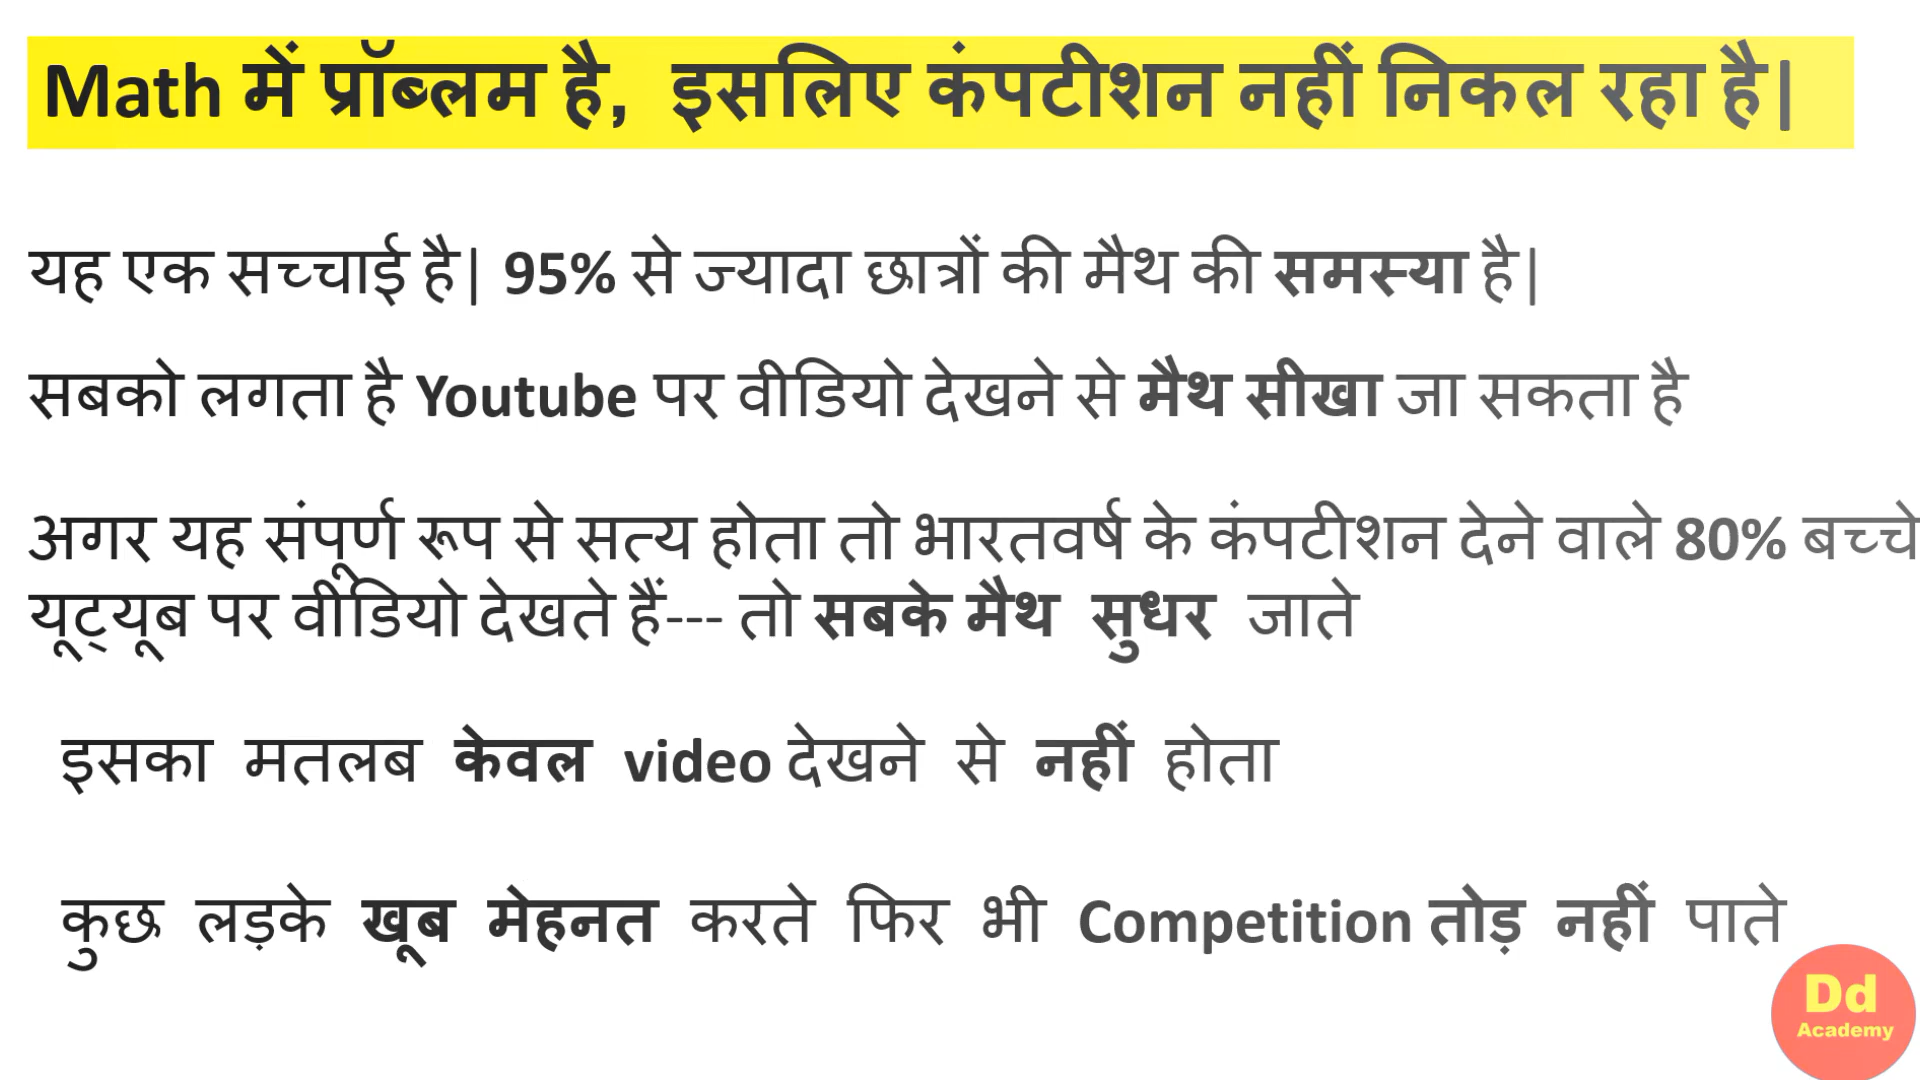 Math में प्रॉब्लम है, इसलिए कंपटीशन नहीं निकल रहा है|
यह एक सच्चाई है| 95% से ज्यादा छात्रों की मैथ की समस्या है|
सबको लगता है Youtube पर वीडियो देखने से मैथ सीखा जा सकता है
अगर यह संपूर्ण रूप से सत्य होता तो भारतवर्ष के कंपटीशन देने वाले 80% बच्चे
यूट्यूब पर वीडियो देखते हैं--- तो सबके मैथ सुधर जाते
इसका मतलब केवल video देखने से नहीं होता
कुछ लड़के खूब मेहनत करते फिर भी Competition तोड़ नहीं पाते
Dd
Academy